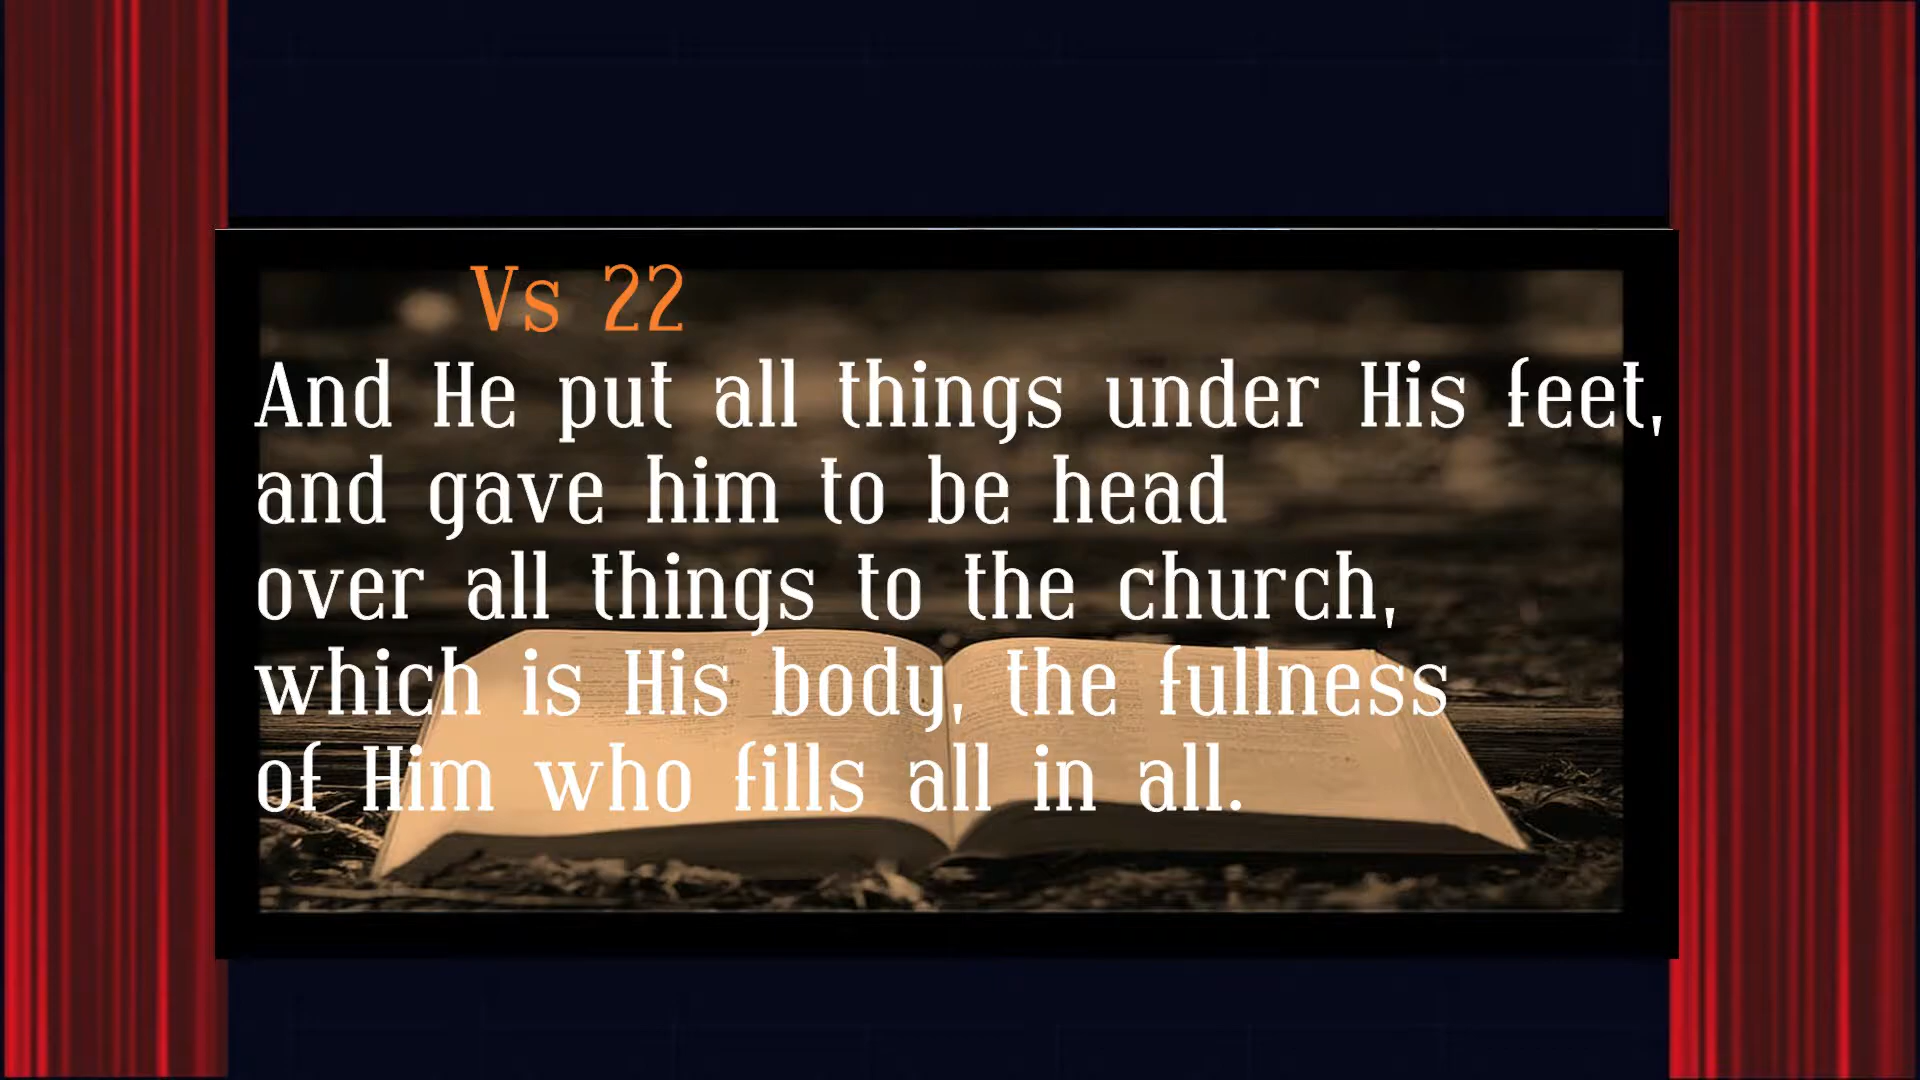 Vs 22
And He put all things under His feet,
and gave him to be head
over all things to the church,
which is His body, the fullness
of Him who fills all in all.